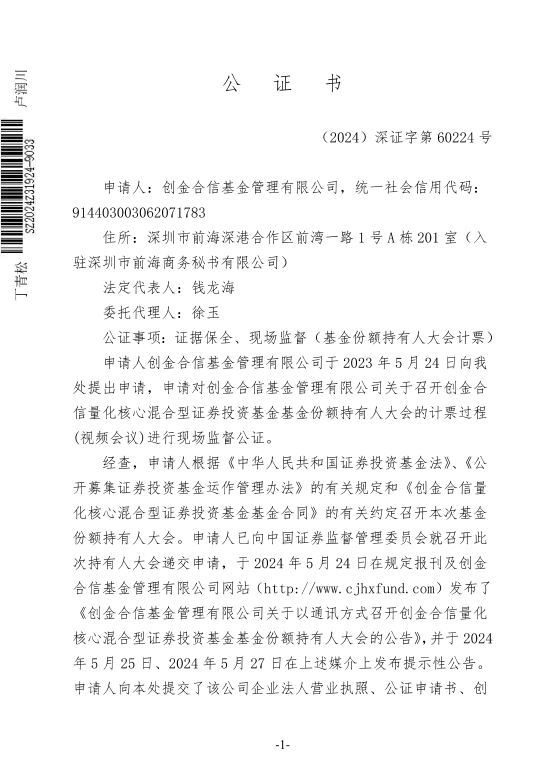 公 证 书
（2024）深证字第 60224 号
申请人：创金合信基金管理有限公司，统一社会信用代码：
914403003062071783
住所：深圳市前海深港合作区前湾一路 1 号 A 栋 201 室（入
驻深圳市前海商务秘书有限公司）
法定代表人：钱龙海
委托代理人：徐玉
公证事项：证据保全、现场监督（基金份额持有人大会计票）
申请人创金合信基金管理有限公司于 2023 年 5 月 24 日向我
处提出申请，申请对创金合信基金管理有限公司关于召开创金合
信量化核心混合型证券投资基金基金份额持有人大会的计票过程
(视频会议)进行现场监督公证。
经查，申请人根据《中华人民共和国证券投资基金法》、《公
开募集证券投资基金运作管理办法》的有关规定和《创金合信量
化核心混合型证券投资基金基金合同》的有关约定召开本次基金
份额持有人大会。申请人已向中国证券监督管理委员会就召开此
次持有人大会递交申请，于 2024 年 5 月 24 日在规定报刊及创金
合信基金管理有限公司网站（http://www.cjhxfund.com）发布了
《创金合信基金管理有限公司关于以通讯方式召开创金合信量化
核心混合型证券投资基金基金份额持有人大会的公告》，并于 2024
年 5 月 25 日、2024 年 5 月 27 日在上述媒介上发布提示性公告。
申请人向本处提交了该公司企业法人营业执照、公证申请书、创
-1-
丁青松 SZ2024Z31924-9033 卢润川